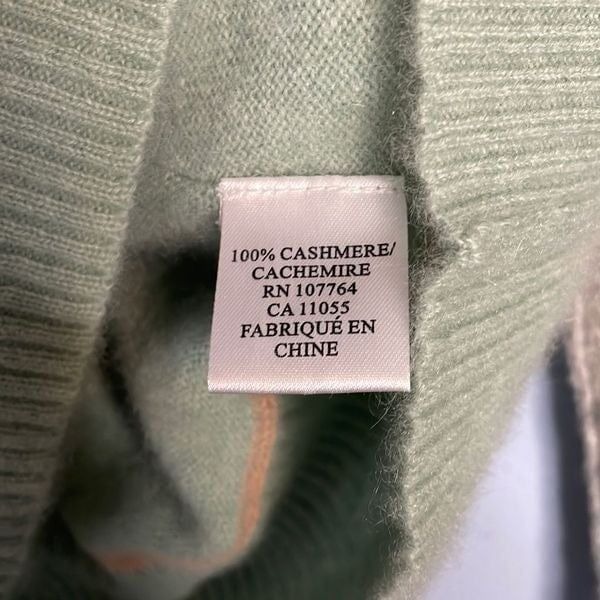 100% CASHMERE/
CACHEMIRE
RN 107764
CA 11055
FABRIQUÉ EN
CHINE